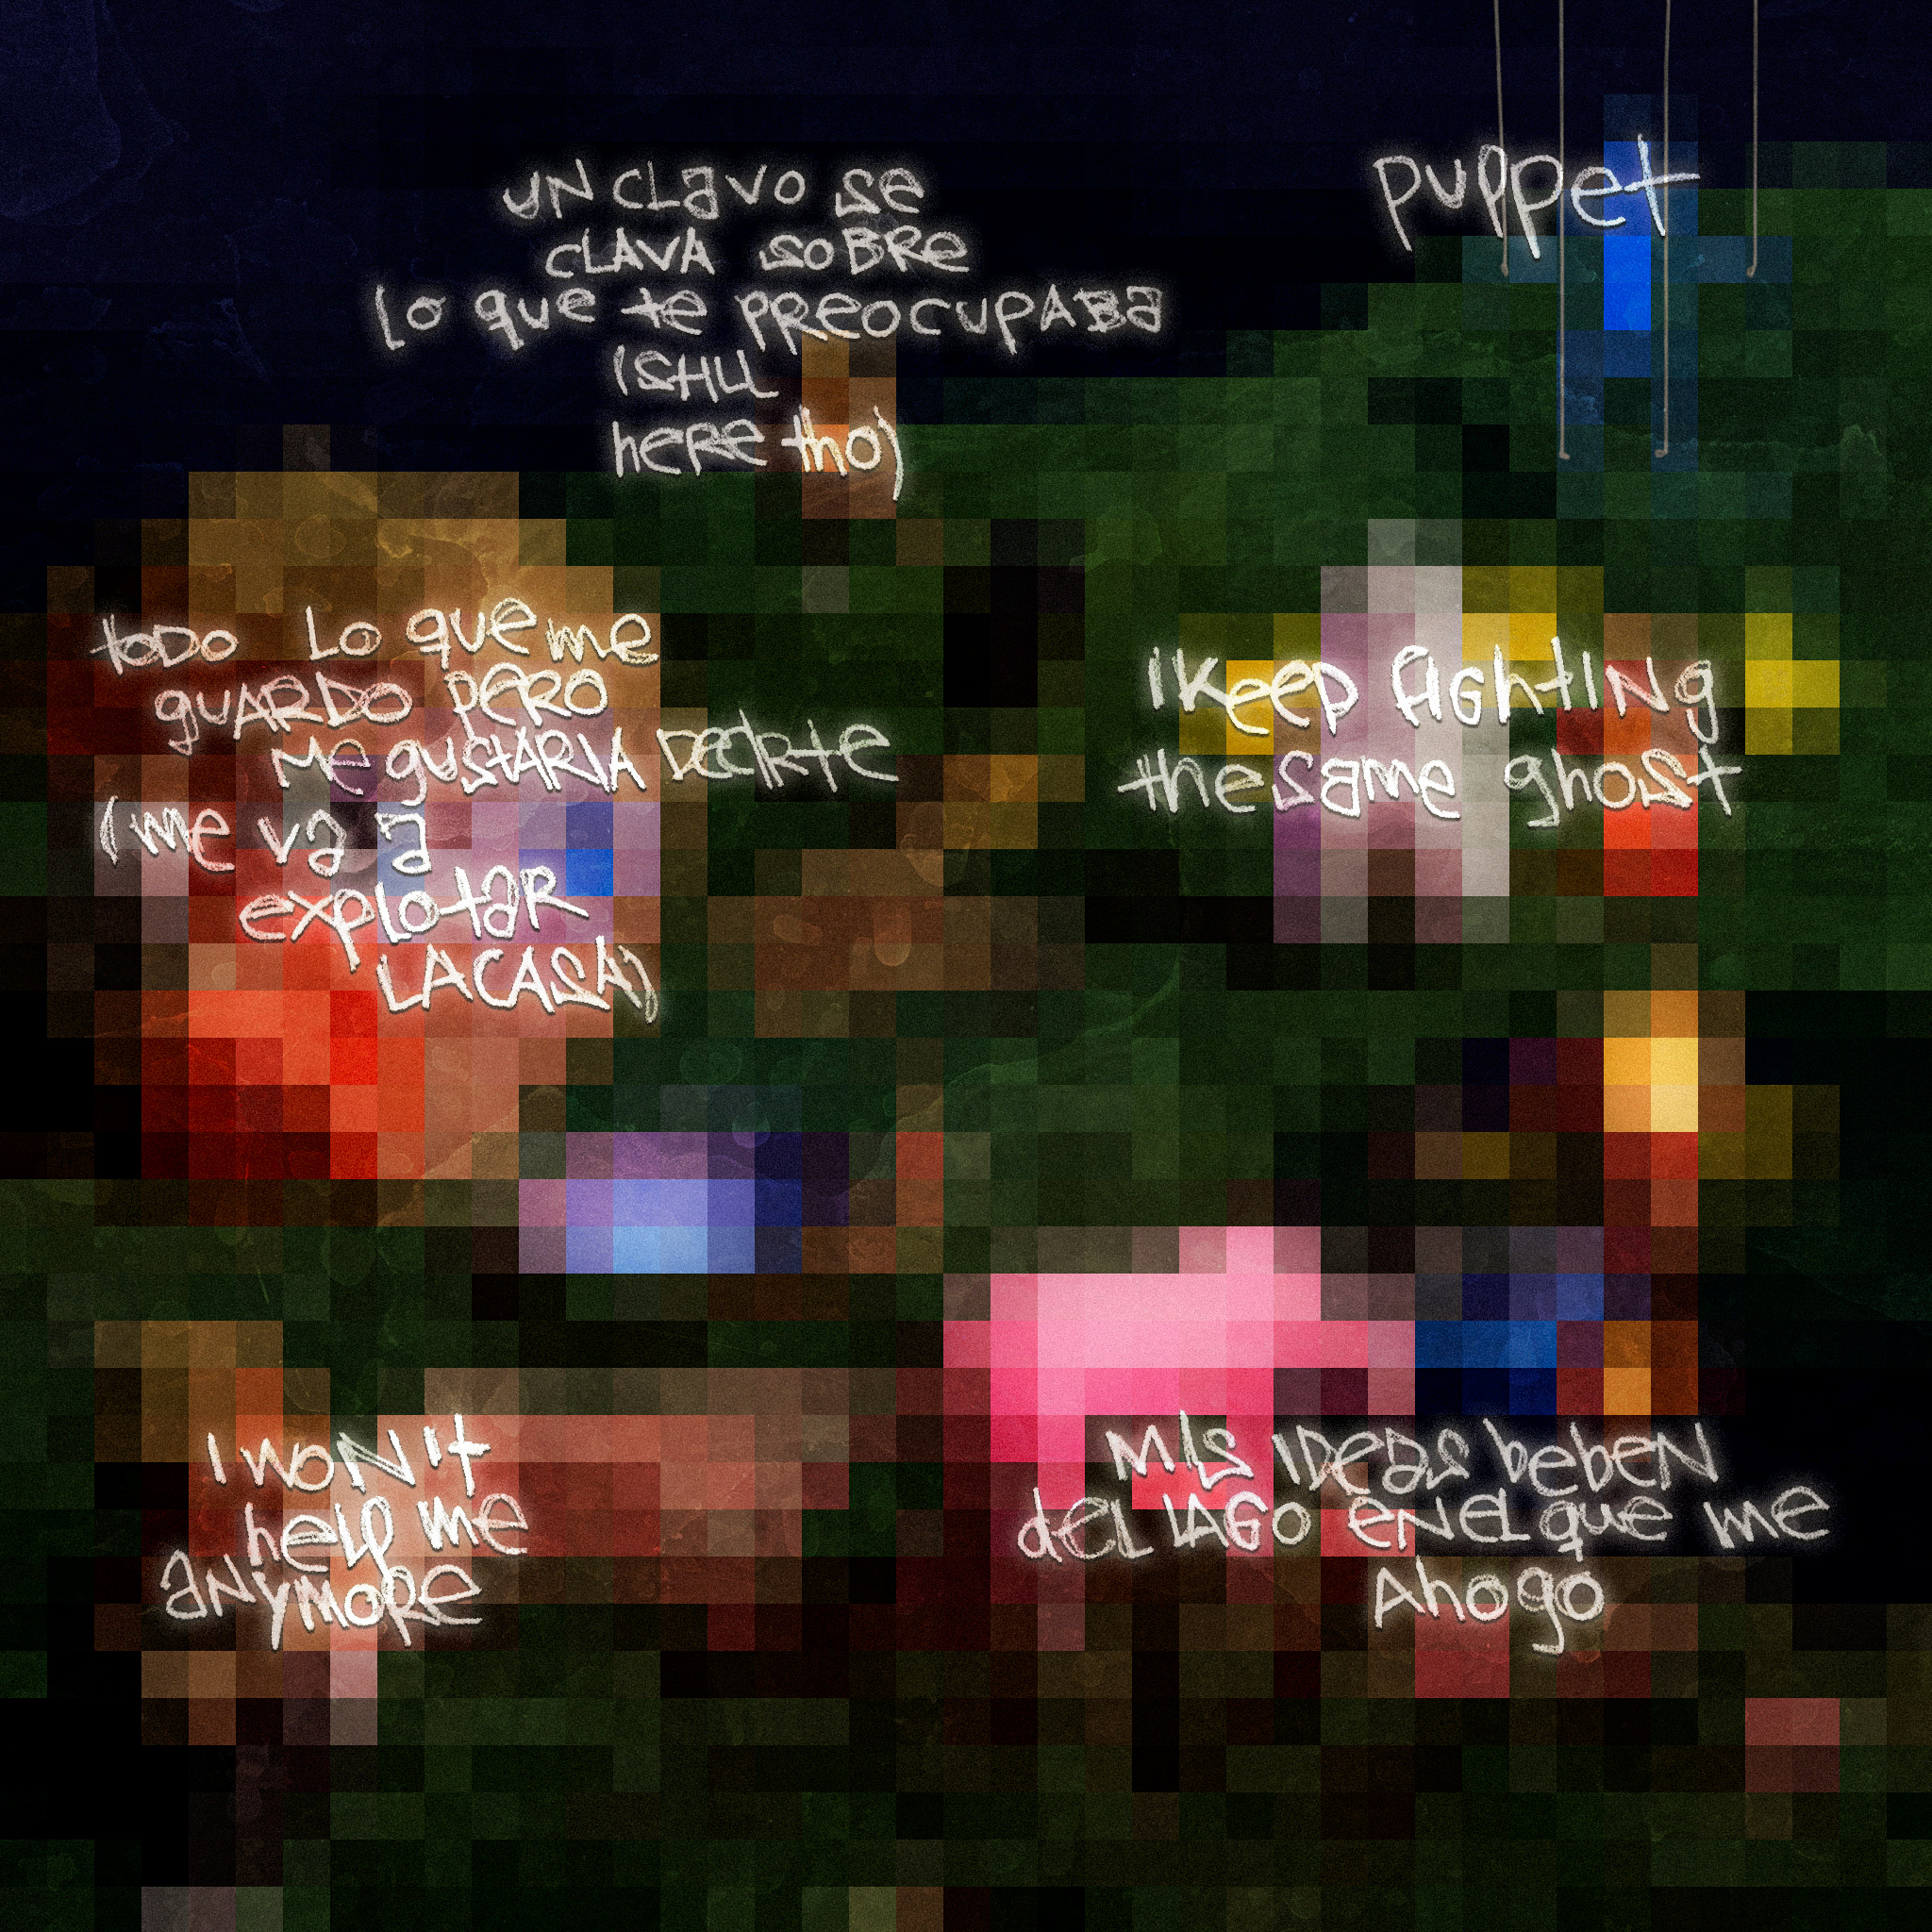 un clavo se
clava sobre
lo que te preocupaba
(still
here tho)
puppet
todo lo que me
guardo pero
me gustaria decirte
(me va a
explotar
la casa)
i keep fighting
the same ghost
i won't
help me
anymore
mis ideas beben
del lago en el que me
ahogo